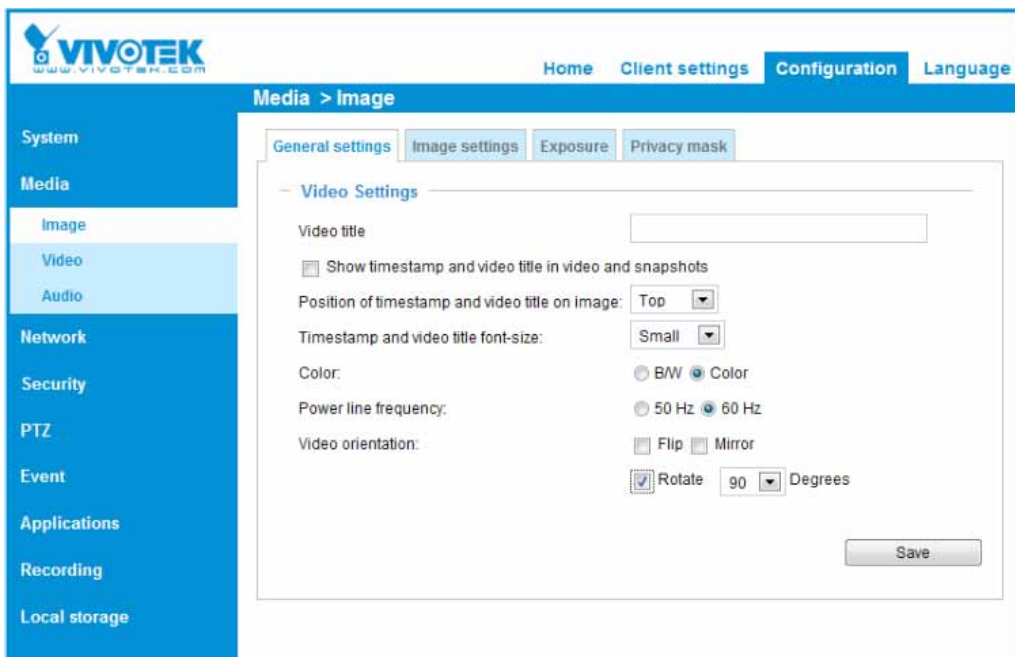 VIVOTEK
www.vivotek.com
Home Client settings Configuration Language
Media > Image
System
Media
Image
Video
Audio
Network
Security
PTZ
Event
Applications
Recording
Local storage
General settings Image settings Exposure Privacy mask
Video Settings
Video title
Show timestamp and video title in video and snapshots
Position of timestamp and video title on image: Top
Timestamp and video title font-size: Small
Color: B/W Color
Power line frequency: 50 Hz 60 Hz
Video orientation: Flip Mirror
Rotate 90 Degrees
Save